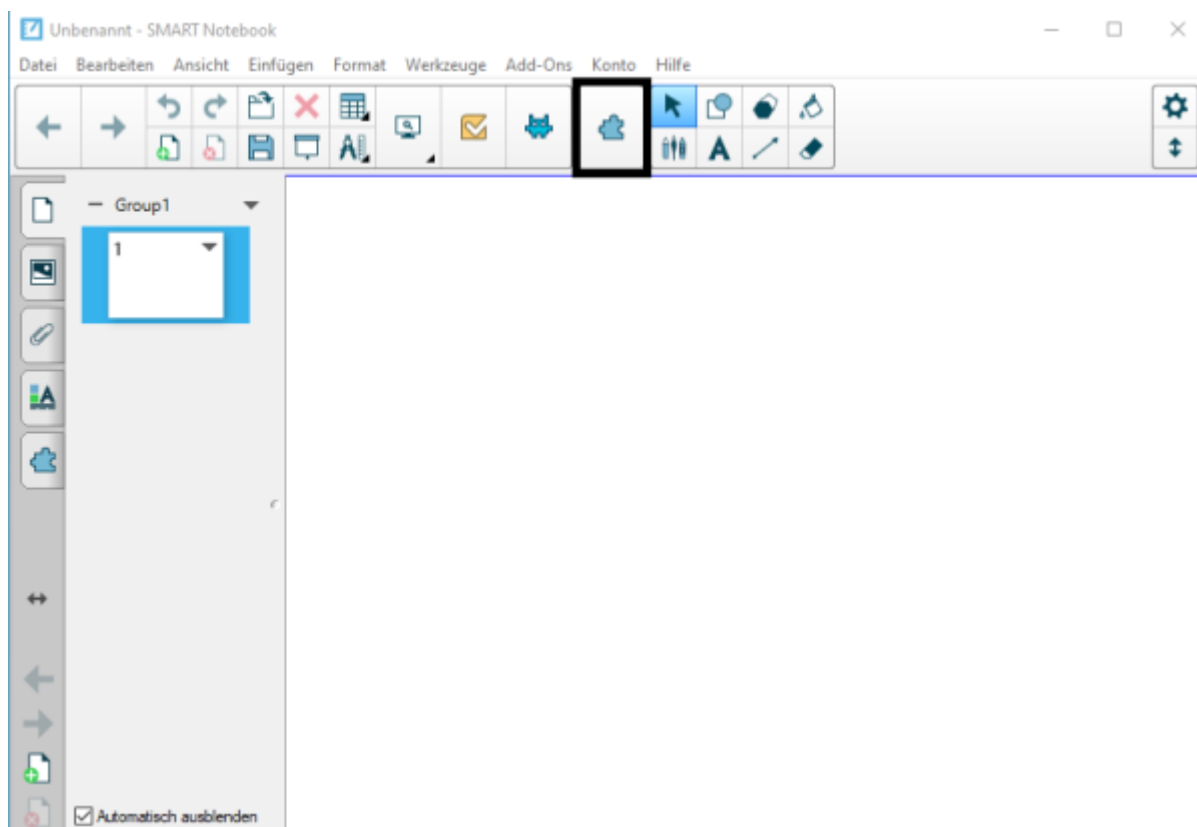 Unbenannt - SMART Notebook
Datei Bearbeiten Ansicht Einfügen Format Werkzeuge Add-Ons Konto Hilfe
Group1
1
Automatisch ausblenden